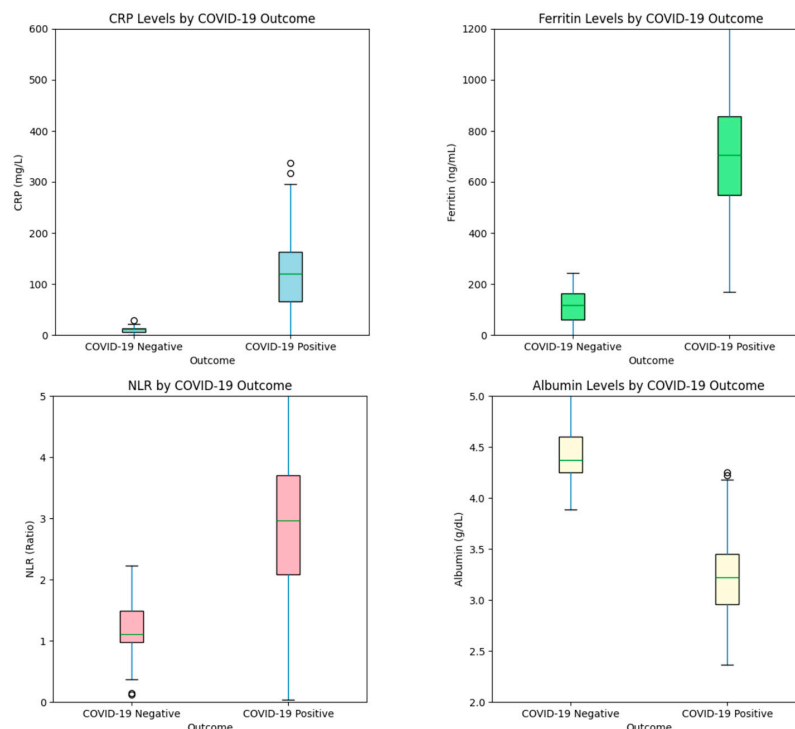 CRP Levels by COVID-19 Outcome
600
500
400
300
200
100
0
CRP (mg/L)
COVID-19 Negative
COVID-19 Positive
Outcome
Ferritin Levels by COVID-19 Outcome
1200
1000
800
600
400
200
0
Ferritin (ng/mL)
COVID-19 Negative
COVID-19 Positive
Outcome
NLR by COVID-19 Outcome
5
4
3
2
1
0
NLR (Ratio)
COVID-19 Negative
COVID-19 Positive
Outcome
Albumin Levels by COVID-19 Outcome
5.0
4.5
4.0
3.5
3.0
2.5
2.0
Albumin (g/dL)
COVID-19 Negative
COVID-19 Positive
Outcome